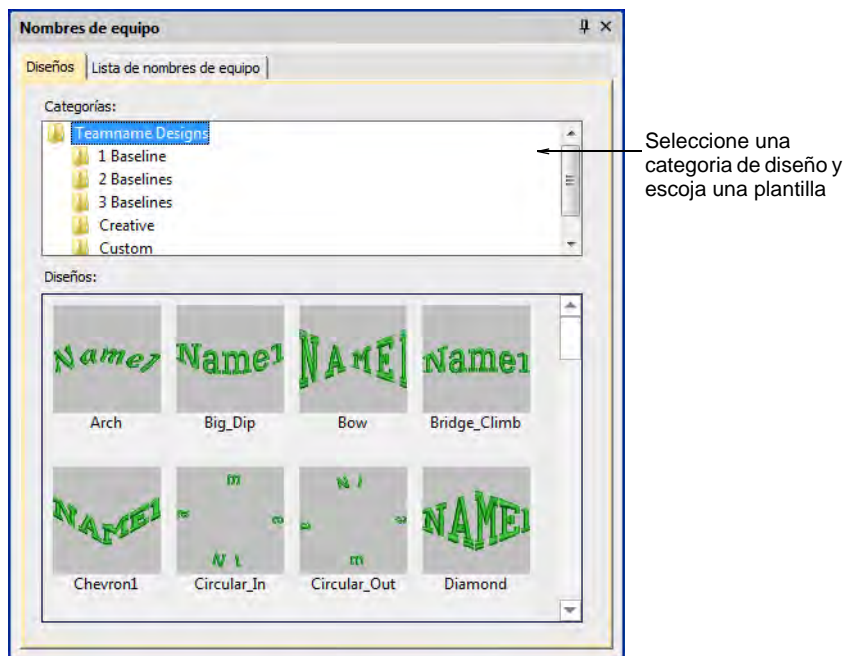 Nombres de equipo
Diseños
Lista de nombres de equipo
Categorías:
Teamname Designs
1 Baseline
2 Baselines
3 Baselines
Creative
Custom
Seleccione una
categoria de diseño y
escoja una plantilla
Diseños:
Name1 Name1 NAME1 Name1
Arch Big_Dip Bow Bridge_Climb
NAME1 Name1 Name1 NAME1
Chevron1 Circular_In Circular_Out Diamond